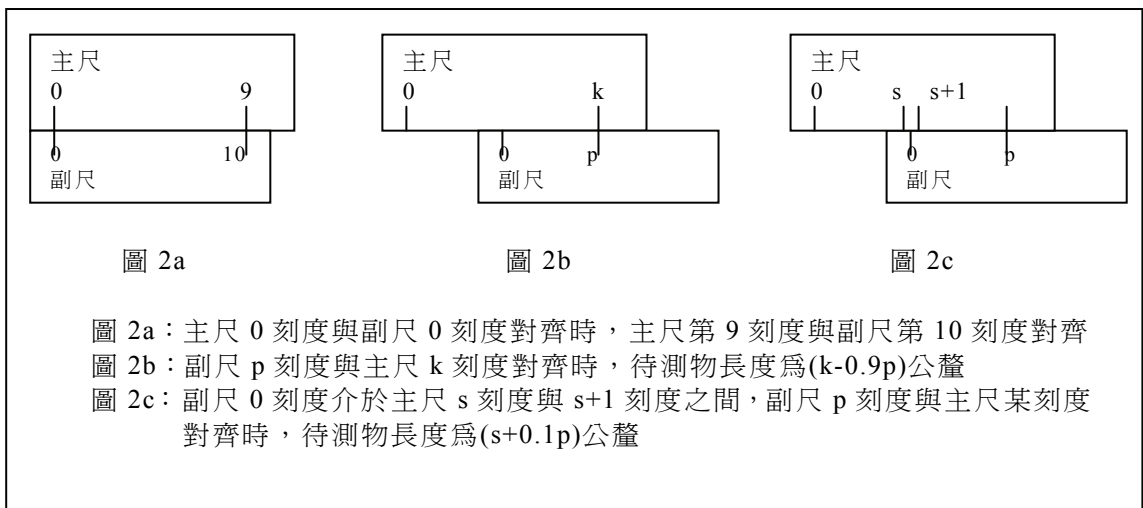 主尺
0 9
0 10
副尺
圖 2a
主尺
0 k
0 p
副尺
圖 2b
主尺
0 s s+1
0 p
副尺
圖 2c
圖 2a：主尺 0 刻度與副尺 0 刻度對齊時，主尺第 9 刻度與副尺第 10 刻度對齊
圖 2b：副尺 p 刻度與主尺 k 刻度對齊時，待測物長度為(k-0.9p)公釐
圖 2c：副尺 0 刻度介於主尺 s 刻度與 s+1 刻度之間，副尺 p 刻度與主尺某刻度
對齊時，待測物長度為(s+0.1p)公釐